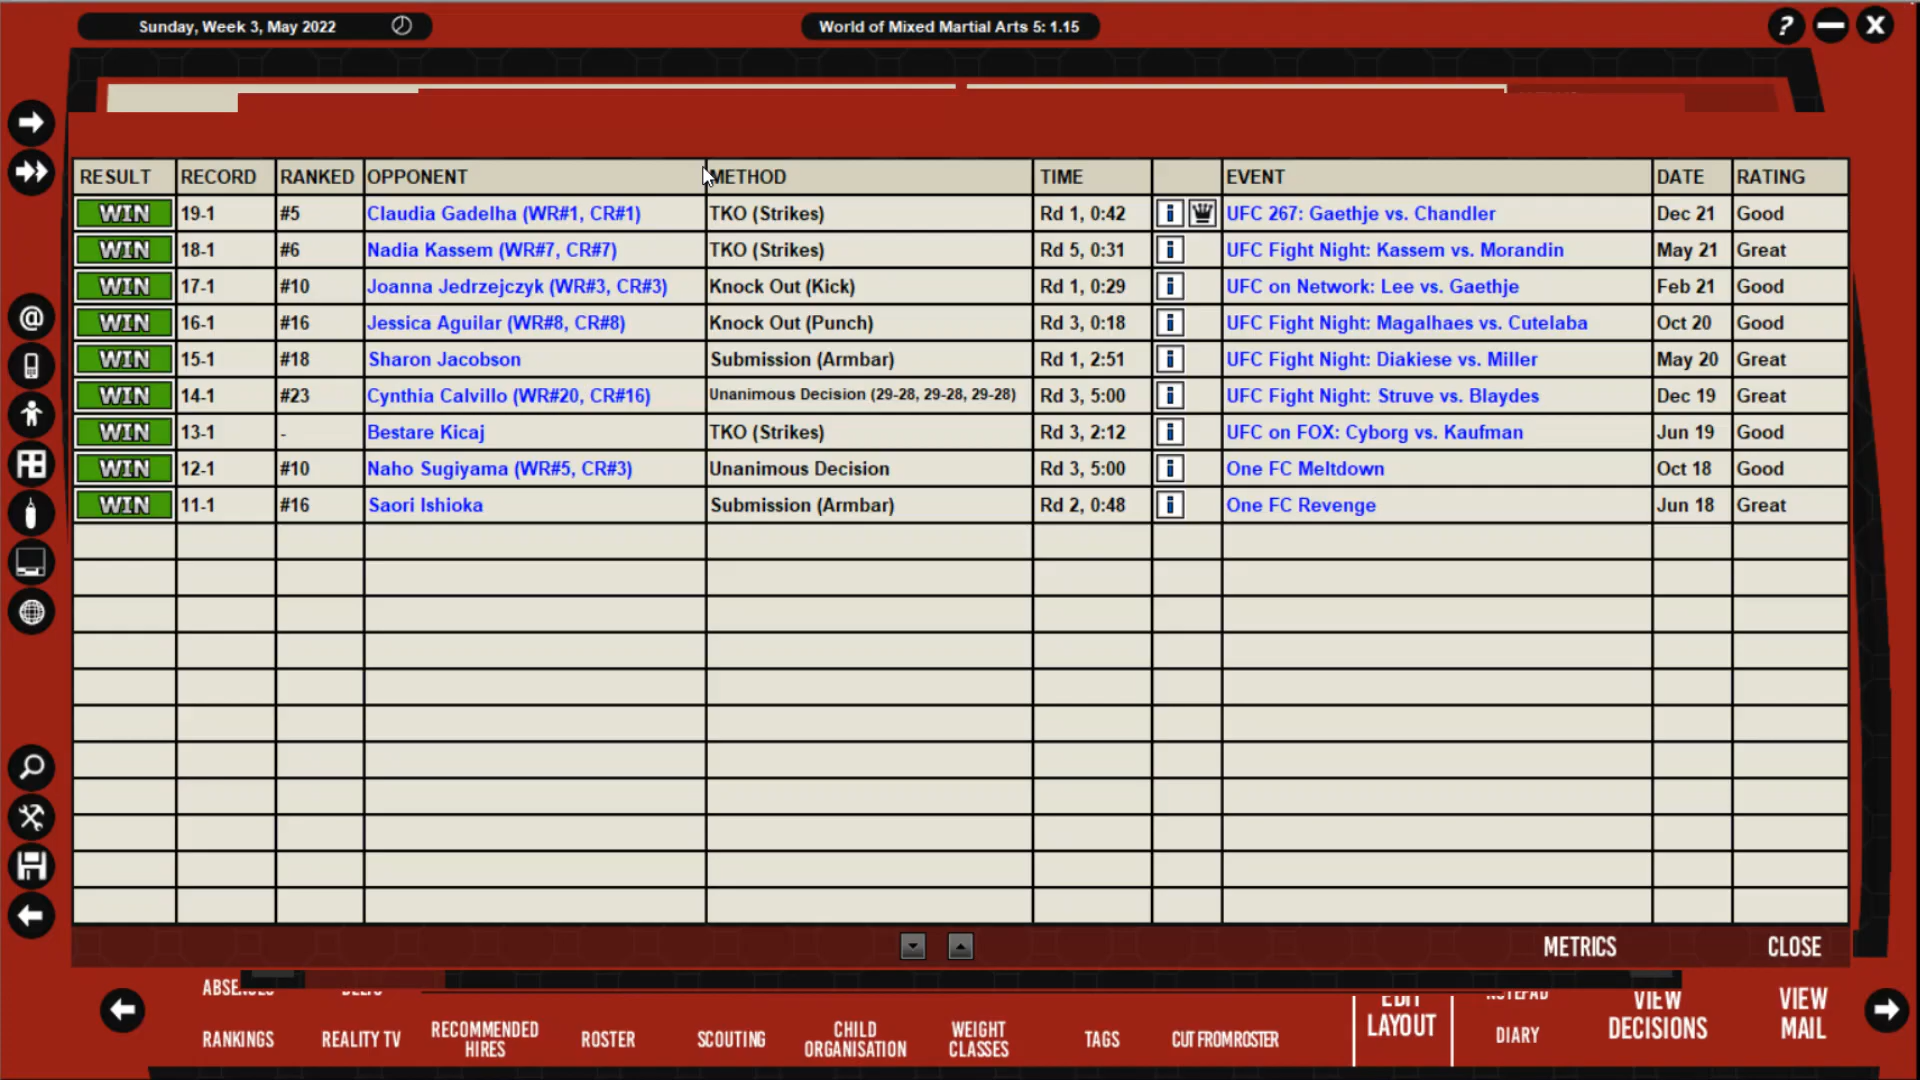 Sunday, Week 3, May 2022
World of Mixed Martial Arts 5: 1.15
?
X
RESULT RECORD RANKED OPPONENT METHOD TIME EVENT DATE RATING
WIN 19-1 #5 Claudia Gadelha (WR#1, CR#1) TKO (Strikes) Rd 1, 0:42 i UFC 267: Gaethje vs. Chandler Dec 21 Good
WIN 18-1 #6 Nadia Kassem (WR#7, CR#7) TKO (Strikes) Rd 5, 0:31 i UFC Fight Night: Kassem vs. Morandin May 21 Great
WIN 17-1 #10 Joanna Jedrzejczyk (WR#3, CR#3) Knock Out (Kick) Rd 1, 0:29 i UFC on Network: Lee vs. Gaethje Feb 21 Good
WIN 16-1 #16 Jessica Aguilar (WR#8, CR#8) Knock Out (Punch) Rd 3, 0:18 i UFC Fight Night: Magalhaes vs. Cutelaba Oct 20 Good
WIN 15-1 #18 Sharon Jacobson Submission (Armbar) Rd 1, 2:51 i UFC Fight Night: Diakiese vs. Miller May 20 Great
WIN 14-1 #23 Cynthia Calvillo (WR#20, CR#16) Unanimous Decision (29-28, 29-28, 29-28) Rd 3, 5:00 i UFC Fight Night: Struve vs. Blaydes Dec 19 Great
WIN 13-1 - Bestare Kicaj TKO (Strikes) Rd 3, 2:12 i UFC on FOX: Cyborg vs. Kaufman Jun 19 Good
WIN 12-1 #10 Naho Sugiyama (WR#5, CR#3) Unanimous Decision Rd 3, 5:00 i One FC Meltdown Oct 18 Good
WIN 11-1 #16 Saori Ishioka Submission (Armbar) Rd 2, 0:48 i One FC Revenge Jun 18 Great
METRICS CLOSE
RANKINGS REALITY TV RECOMMENDED HIRES ROSTER SCOUTING CHILD ORGANISATION WEIGHT CLASSES TAGS CUT FROM ROSTER
EDIT LAYOUT
NOTEPAD
DIARY
VIEW DECISIONS
VIEW MAIL